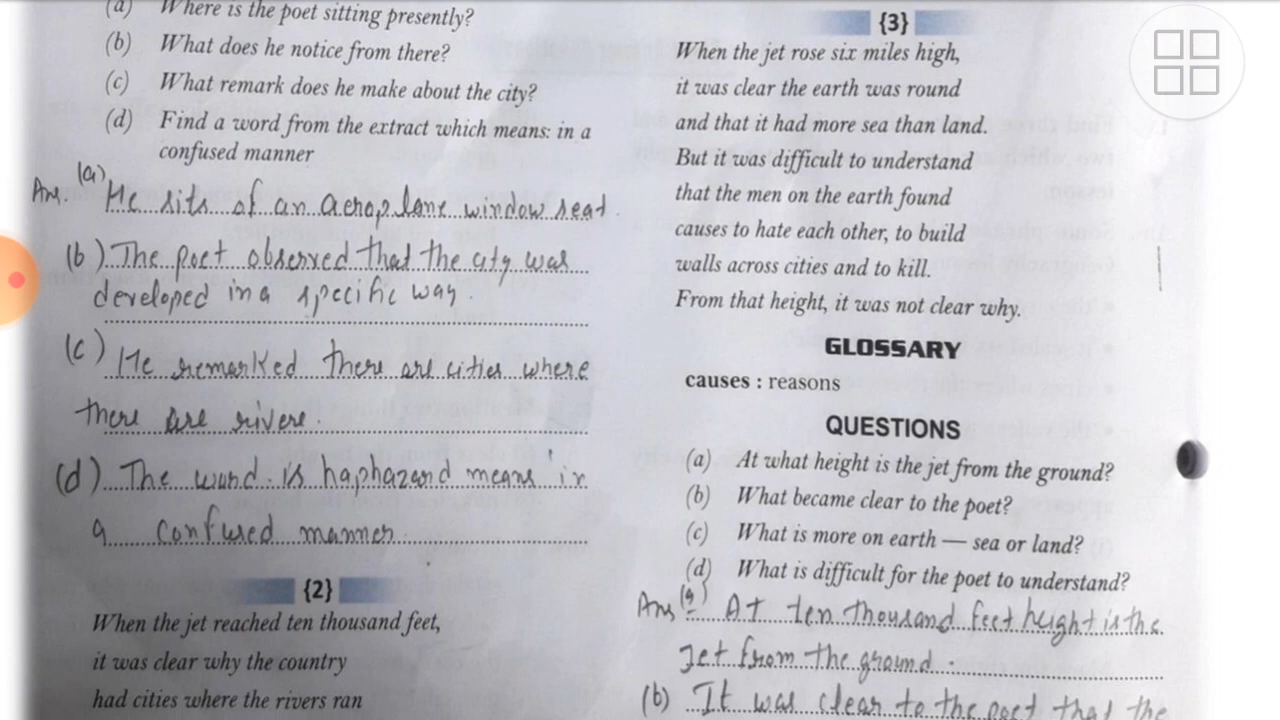 (a) Where is the poet sitting presently?
(b) What does he notice from there?
(c) What remark does he make about the city?
(d) Find a word from the extract which means: in a
confused manner
Ans. (a) He sits of an aeroplane window seat.
(b) The poet observed that the city was
developed in a specific way.
(c) He remarked there are cities where
there are rivers.
(d) The word is haphazard means in
a confused manner.
{2}
When the jet reached ten thousand feet,
it was clear why the country
had cities where the rivers ran
{3}
When the jet rose six miles high,
it was clear the earth was round
and that it had more sea than land.
But it was difficult to understand
that the men on the earth found
causes to hate each other, to build
walls across cities and to kill.
From that height, it was not clear why.
GLOSSARY
causes : reasons
QUESTIONS
(a) At what height is the jet from the ground?
(b) What became clear to the poet?
(c) What is more on earth — sea or land?
(d) What is difficult for the poet to understand?
Ans (a) At ten thousand feet height is the
jet from the ground.
(b) It was clear to the poet that the